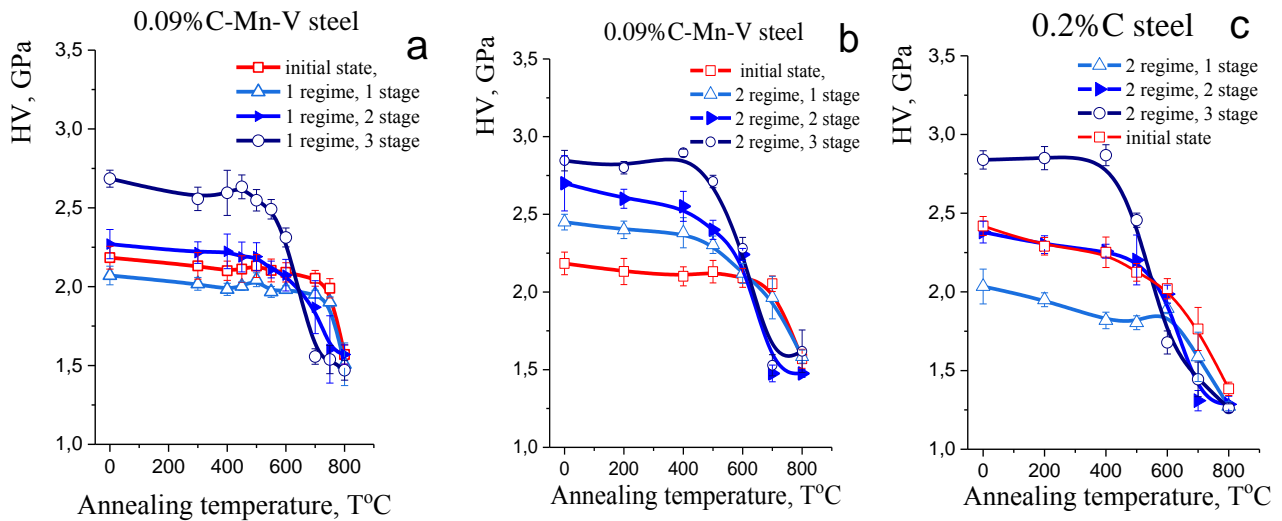 0.09%C-Mn-V steel
a
HV, GPa
initial state,
1 regime, 1 stage
1 regime, 2 stage
1 regime, 3 stage
3,5
3,0
2,5
2,0
1,5
1,0
0 200 400 600 800
Annealing temperature, TºC
0.09%C-Mn-V steel
b
HV, GPa
initial state,
2 regime, 1 stage
2 regime, 2 stage
2 regime, 3 stage
3,5
3,0
2,5
2,0
1,5
1,0
0 200 400 600 800
Annealing temperature, TºC
0.2%C steel
c
HV, GPa
2 regime, 1 stage
2 regime, 2 stage
2 regime, 3 stage
initial state
3,5
3,0
2,5
2,0
1,5
1,0
0 200 400 600 800
Annealing temperature, TºC